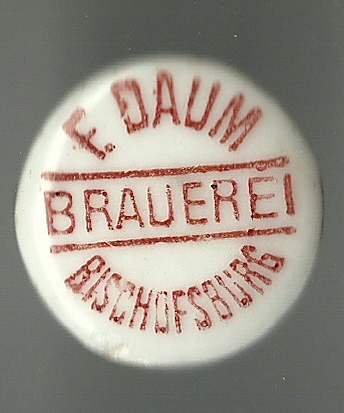 F. DAUM
BRAUEREI
BISCHOFSBURG